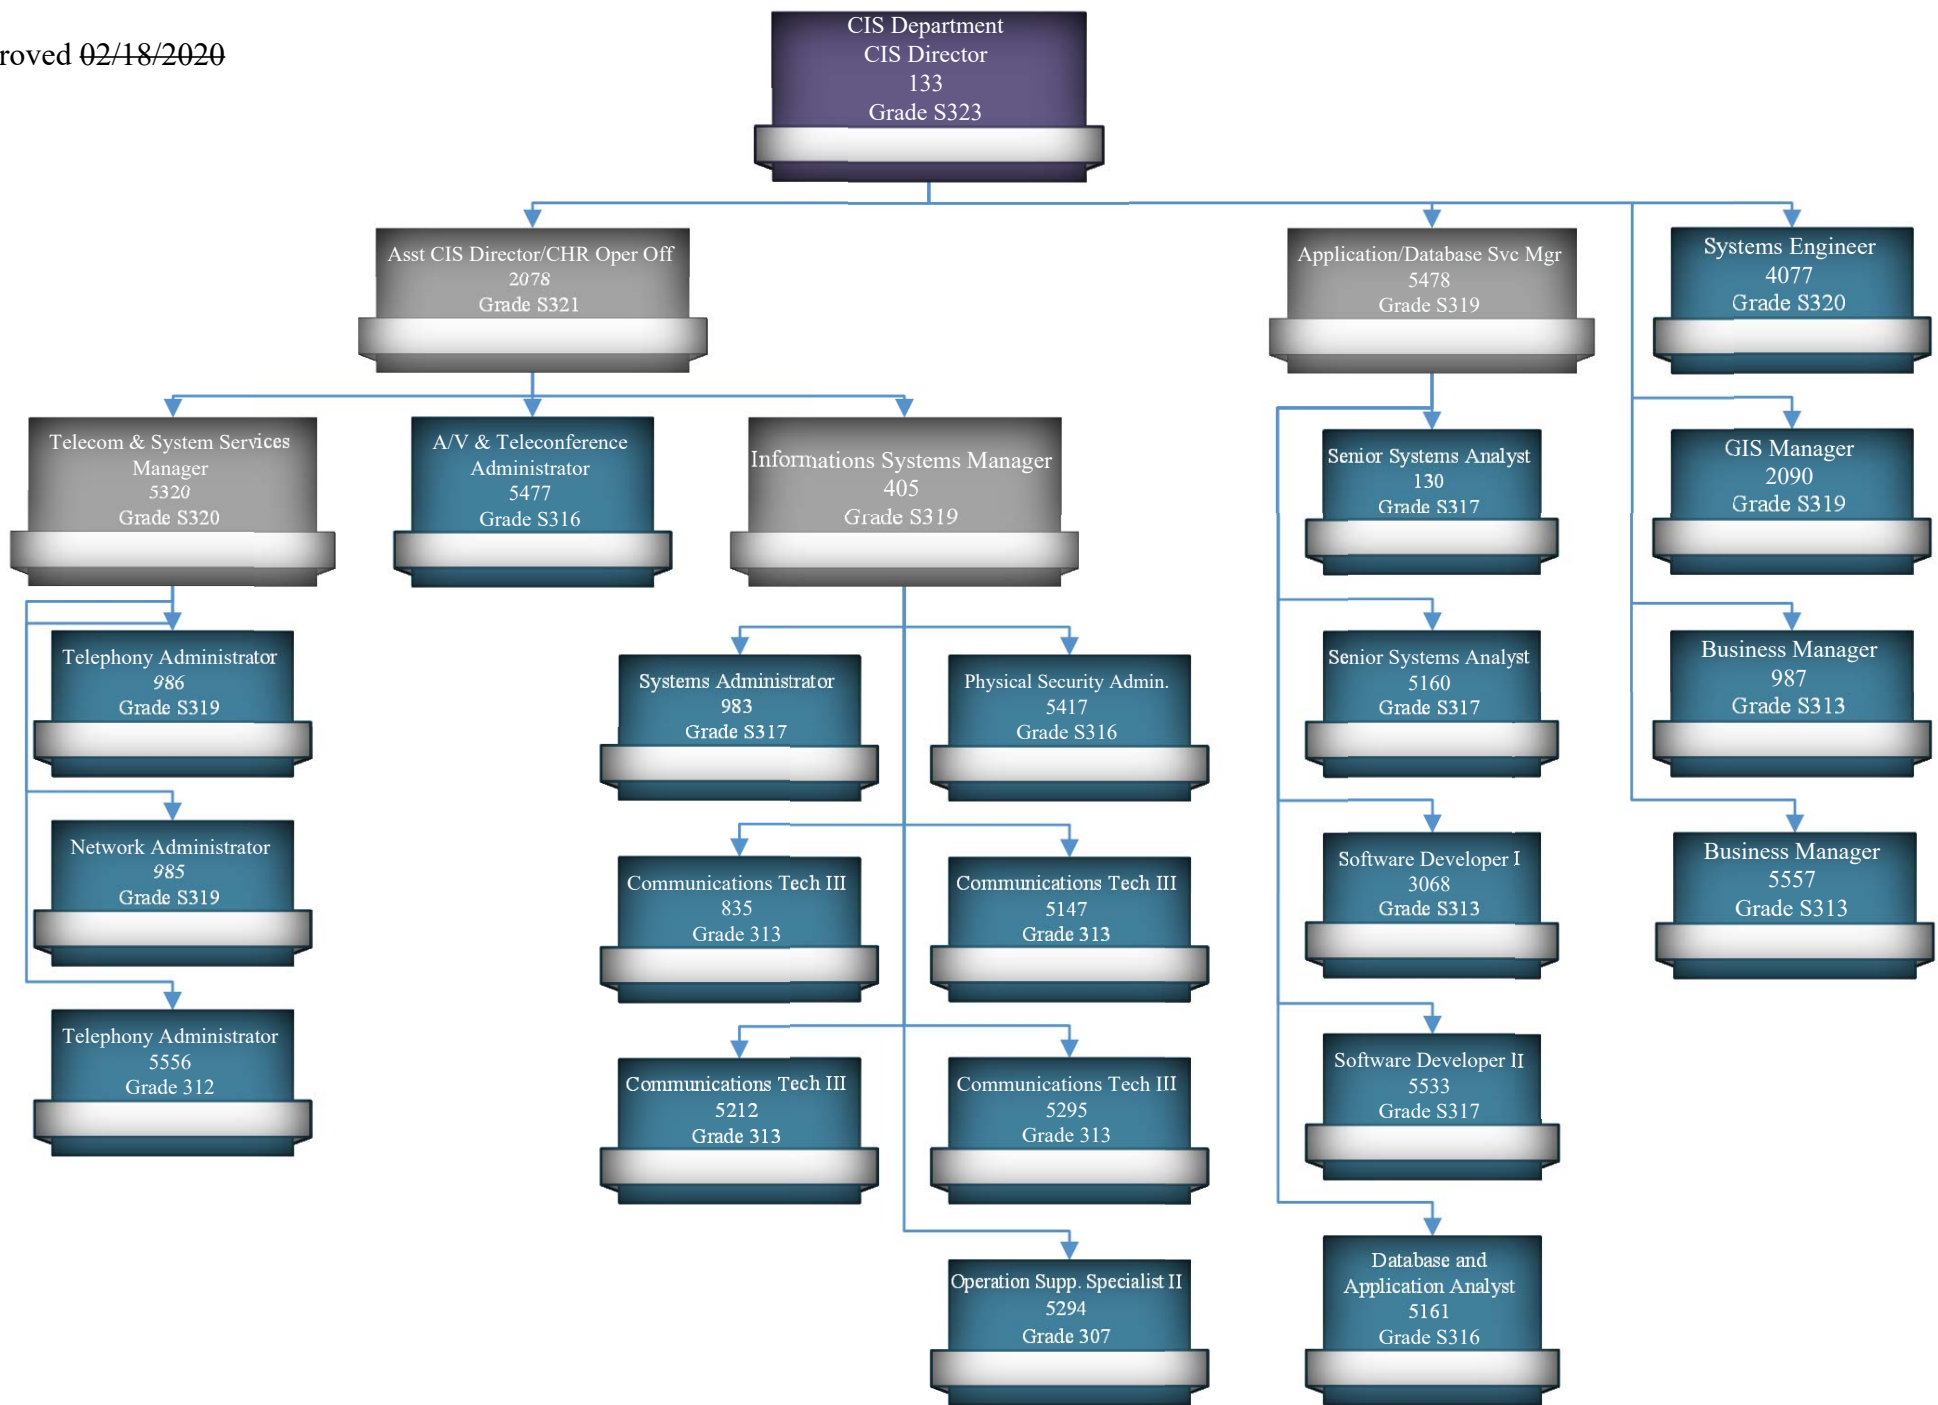 roved 02/18/2020
CIS Department
CIS Director
133
Grade S323
Asst CIS Director/CHR Oper Off
2078
Grade S321
Application/Database Svc Mgr
5478
Grade S319
Systems Engineer
4077
Grade S320
Telecom & System Services
Manager
5320
Grade S320
A/V & Teleconference
Administrator
5477
Grade S316
Informations Systems Manager
405
Grade S319
Senior Systems Analyst
130
Grade S317
GIS Manager
2090
Grade S319
Telephony Administrator
986
Grade S319
Systems Administrator
983
Grade S317
Physical Security Admin.
5417
Grade S316
Senior Systems Analyst
5160
Grade S317
Business Manager
987
Grade S313
Network Administrator
985
Grade S319
Communications Tech III
835
Grade 313
Communications Tech III
5147
Grade 313
Software Developer I
3068
Grade S313
Business Manager
5557
Grade S313
Telephony Administrator
5556
Grade 312
Communications Tech III
5212
Grade 313
Communications Tech III
5295
Grade 313
Software Developer II
5533
Grade S317
Operation Supp. Specialist II
5294
Grade 307
Database and
Application Analyst
5161
Grade S316